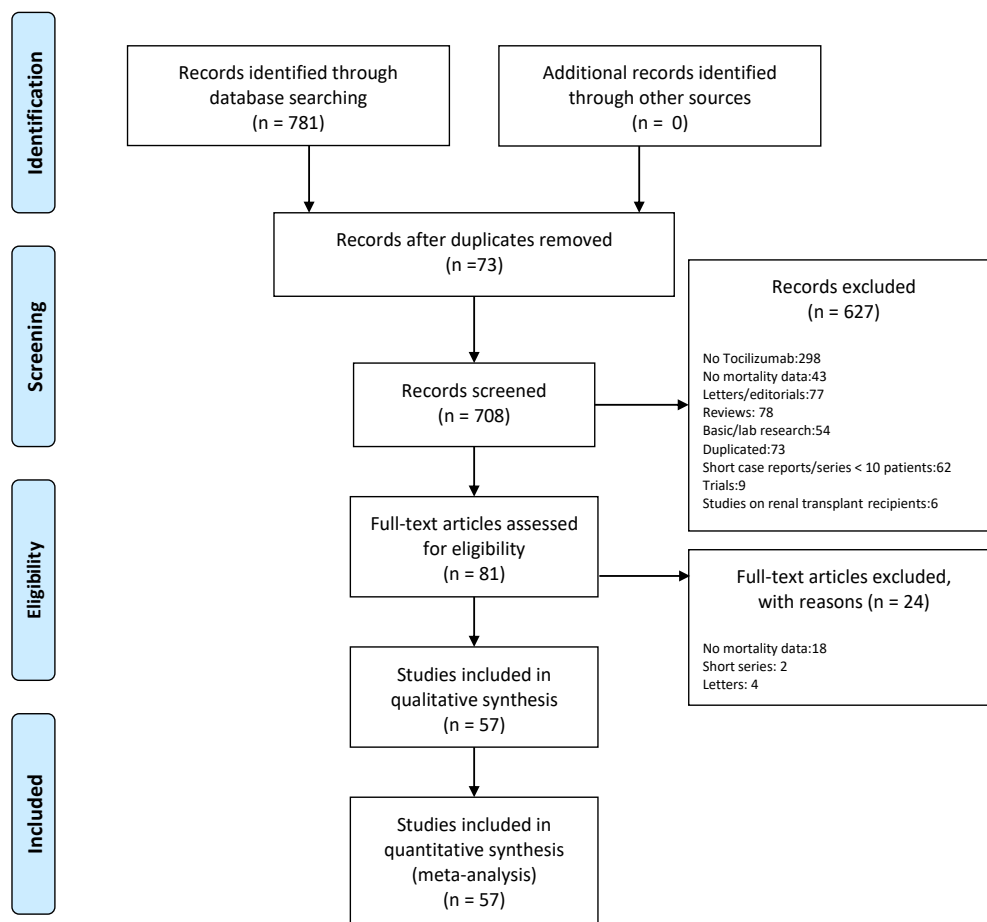 Identification
Records identified through
database searching
(n = 781)
Additional records identified
through other sources
(n = 0)
Records after duplicates removed
(n =73)
Screening
Records screened
(n = 708)
Records excluded
(n = 627)
No Tocilizumab:298
No mortality data:43
Letters/editorials:77
Reviews: 78
Basic/lab research:54
Duplicated:73
Short case reports/series < 10 patients:62
Trials:9
Studies on renal transplant recipients:6
Eligibility
Full-text articles assessed
for eligibility
(n = 81)
Full-text articles excluded,
with reasons (n = 24)
No mortality data:18
Short series: 2
Letters: 4
Studies included in
qualitative synthesis
(n = 57)
Included
Studies included in
quantitative synthesis
(meta-analysis)
(n = 57)